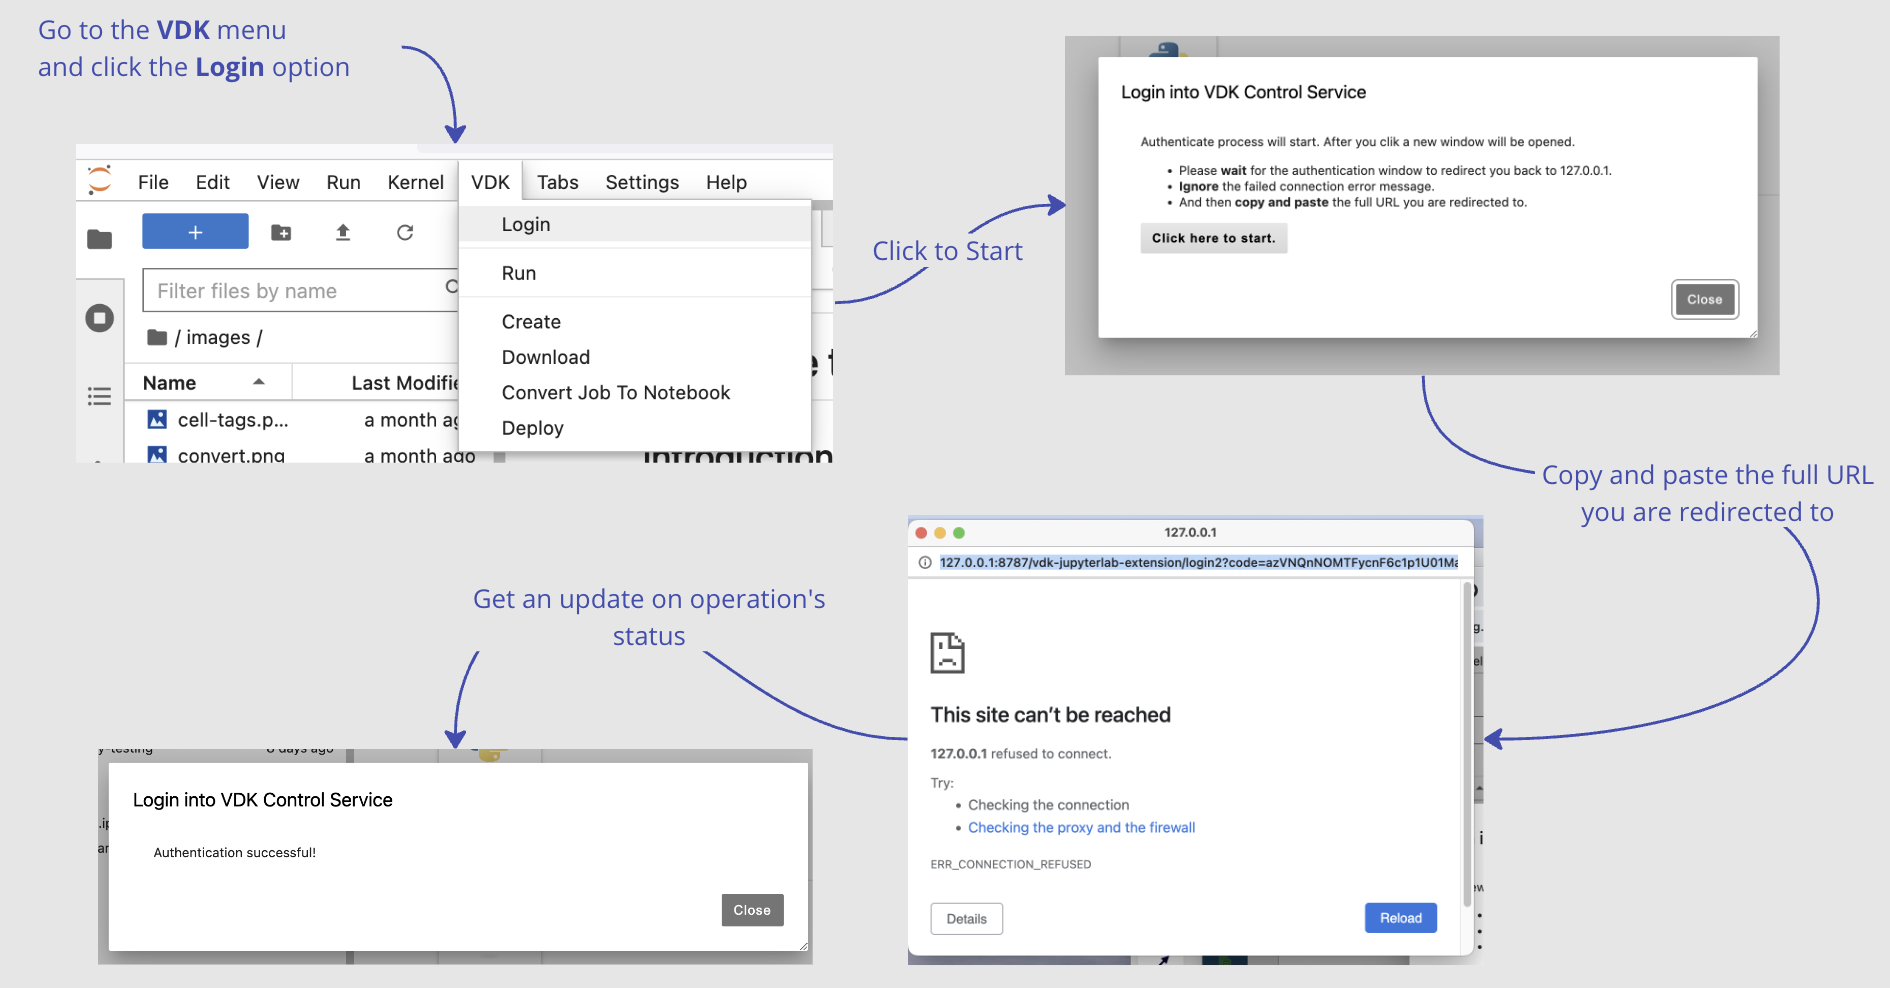 Go to the VDK menu
and click the Login option
File Edit View Run Kernel VDK Tabs Settings Help
Login
Run
Create
Download
Convert Job To Notebook
Deploy
+
Filter files by name
/ images /
Name Last Modifie
cell-tags.p... a month ag
convert.png a month ago
Introduction
Click to Start
Login into VDK Control Service
Authenticate process will start. After you clik a new window will be opened.
• Please wait for the authentication window to redirect you back to 127.0.0.1.
• Ignore the failed connection error message.
• And then copy and paste the full URL you are redirected to.
Click here to start.
Close
Copy and paste the full URL
you are redirected to
127.0.0.1
127.0.0.1:8787/vdk-jupyterlab-extension/login2?code=azVNQnNOMTFycnF6c1p1U01Ma
This site can't be reached
127.0.0.1 refused to connect.
Try:
• Checking the connection
• Checking the proxy and the firewall
ERR_CONNECTION_REFUSED
Details
Reload
Get an update on operation's
status
y-testing 6 days ago
Login into VDK Control Service
Authentication successful!
Close